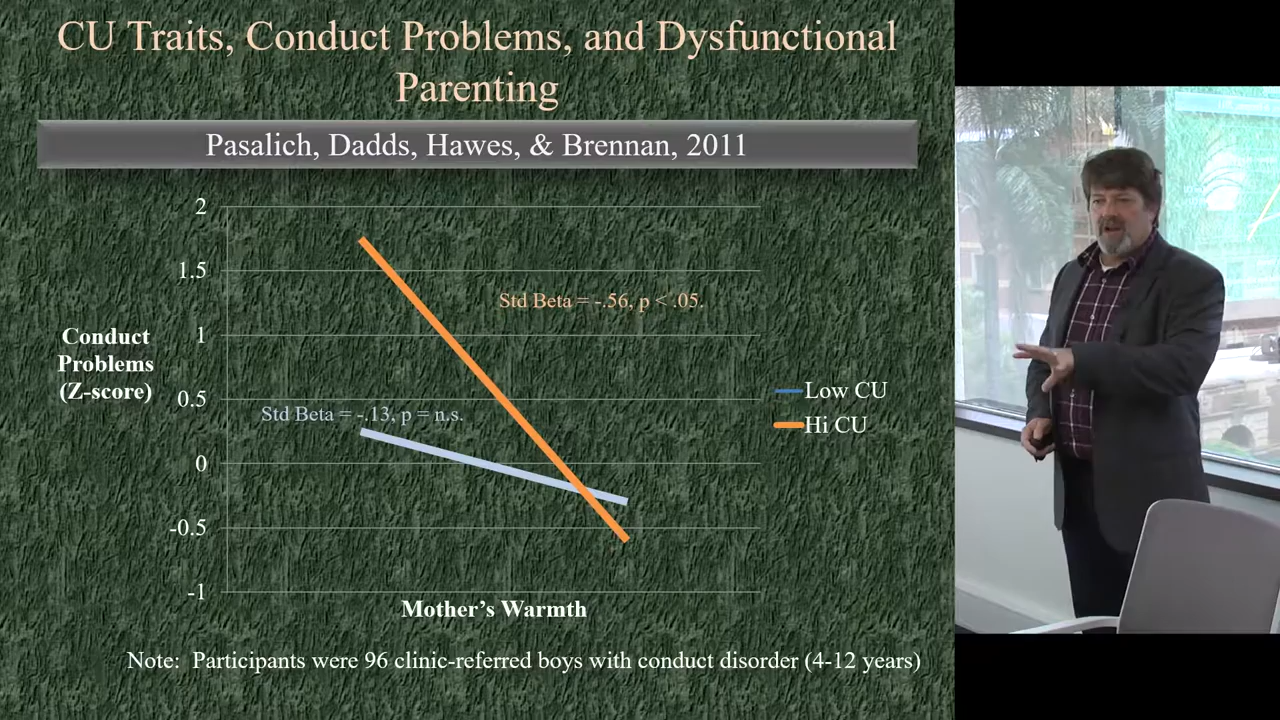 CU Traits, Conduct Problems, and Dysfunctional
Parenting
Pasalich, Dadds, Hawes, & Brennan, 2011
2
1.5
1
0.5
0
-0.5
-1
Conduct
Problems
(Z-score)
Std Beta = -.56, p < .05.
Std Beta = -.13, p = n.s.
Low CU
Hi CU
Mother’s Warmth
Note:  Participants were 96 clinic-referred boys with conduct disorder (4-12 years)